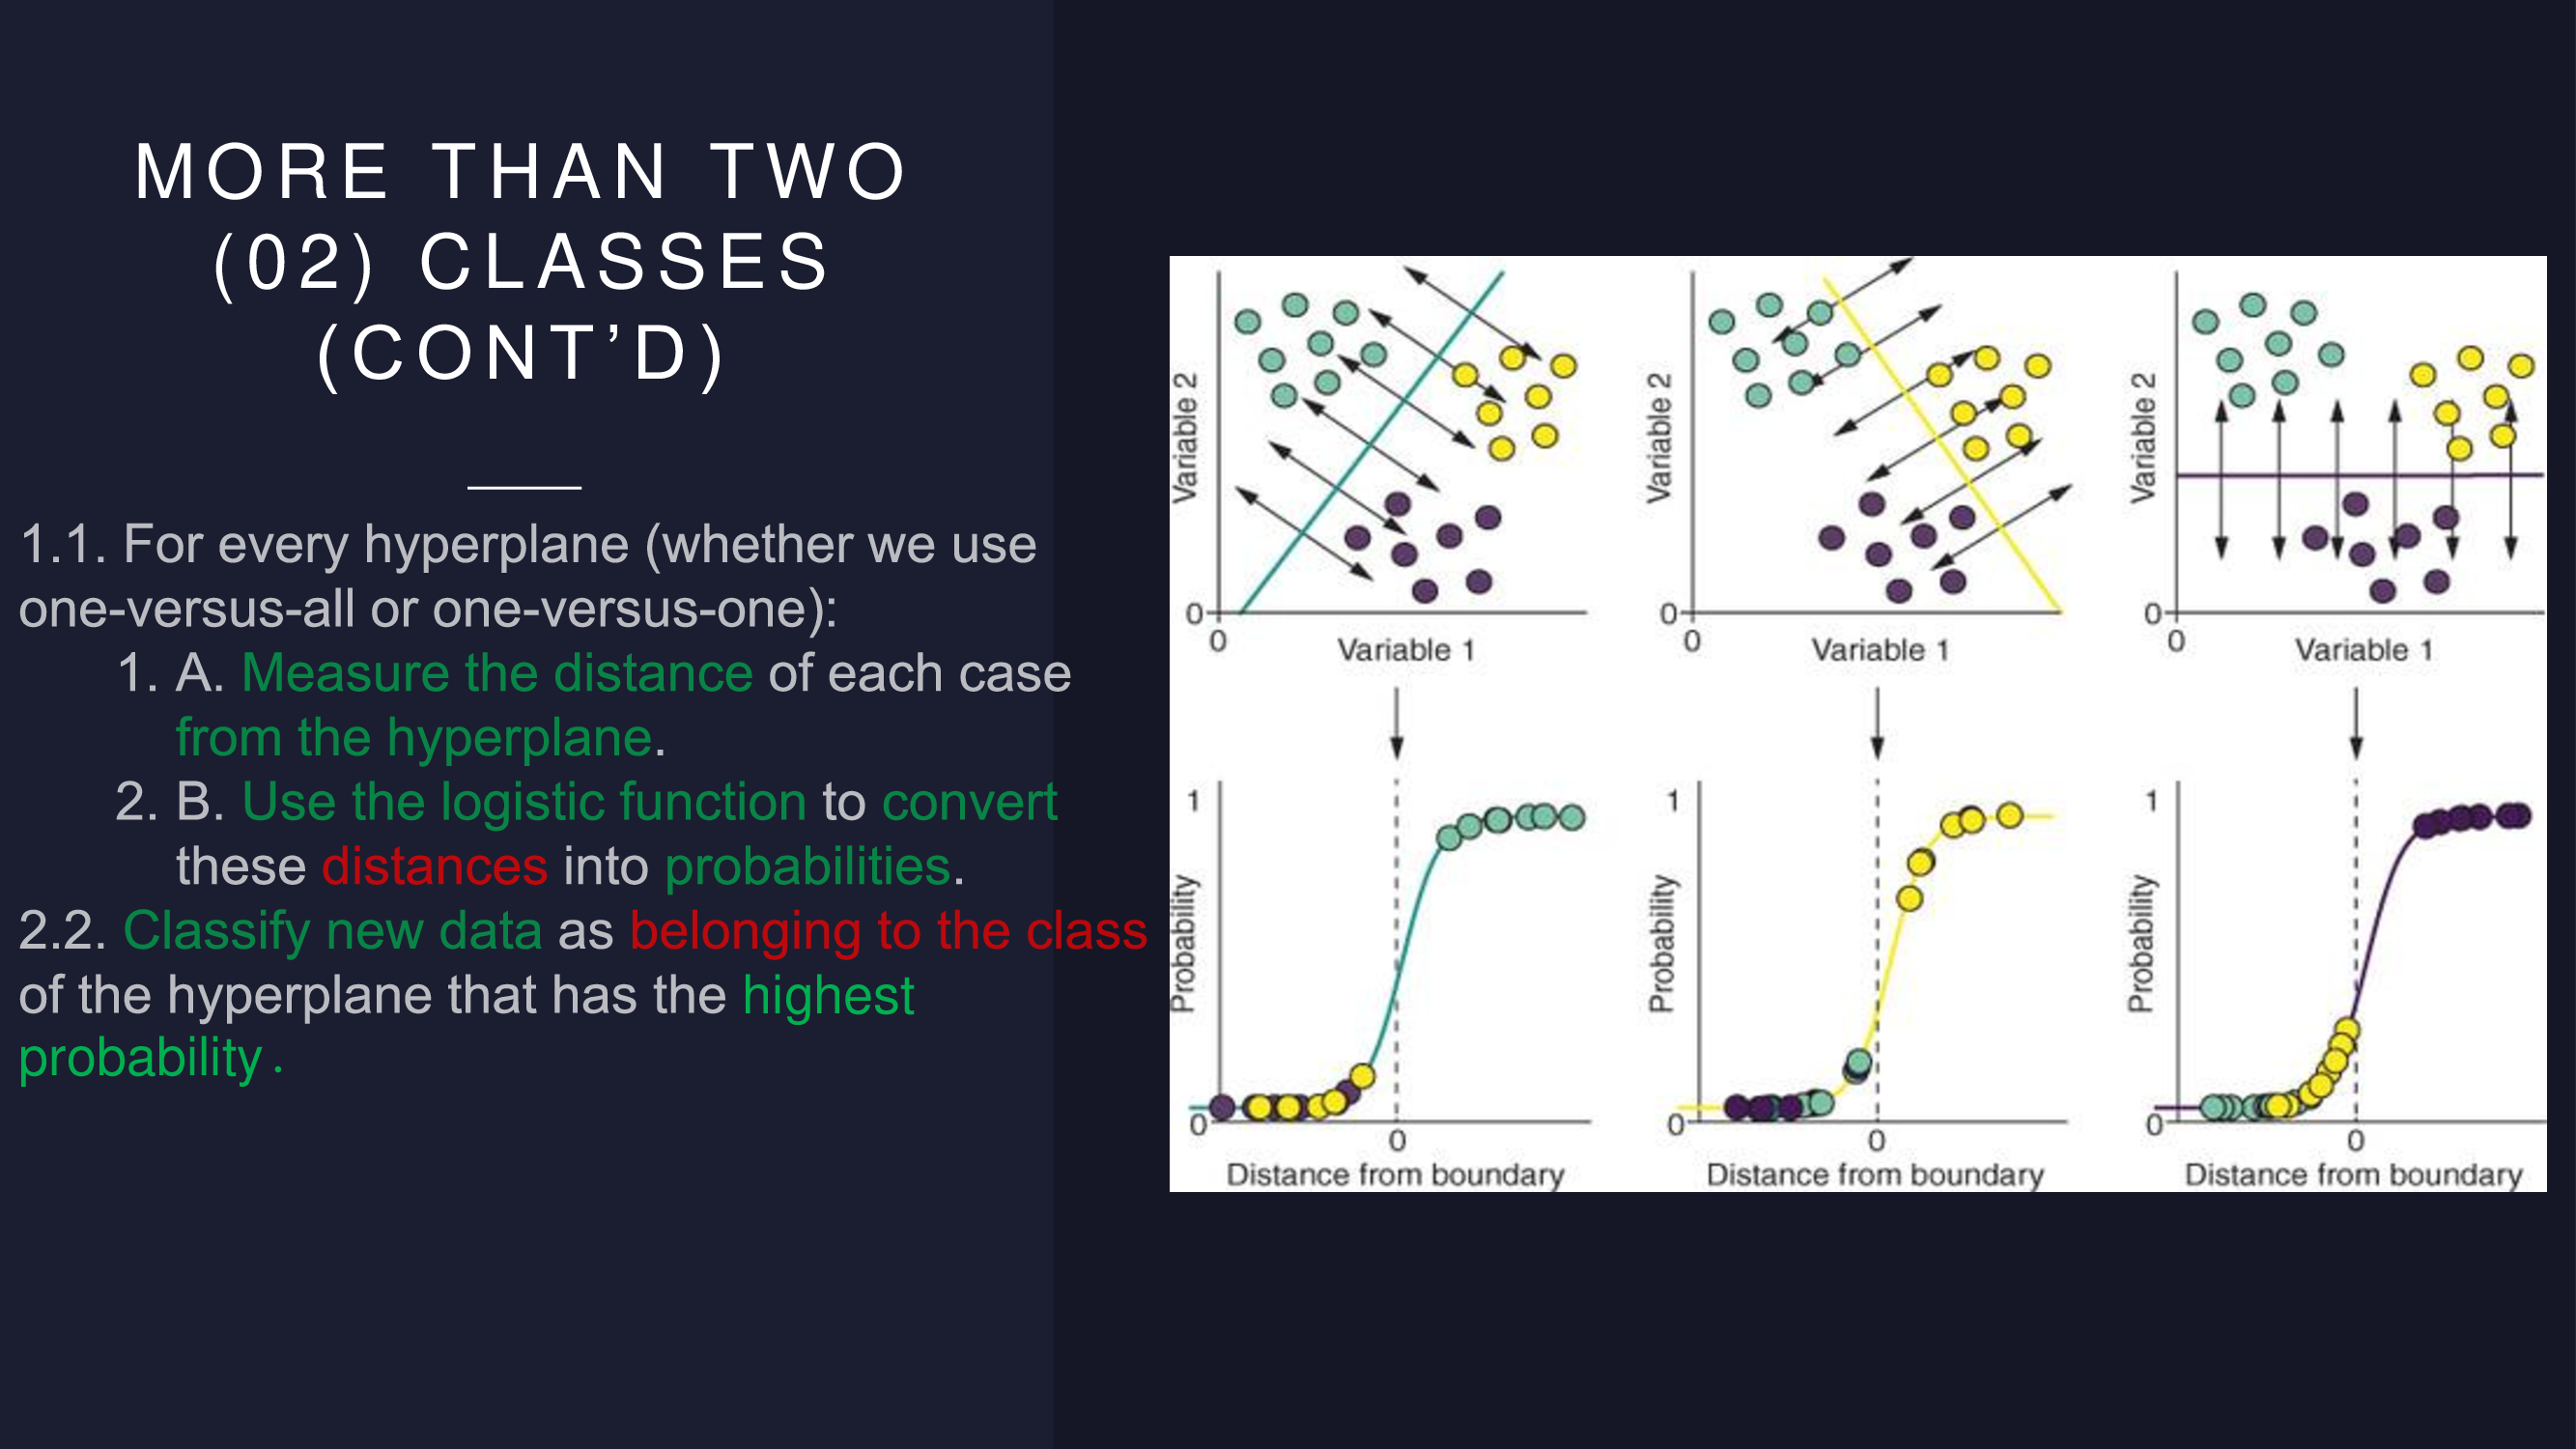 MORE THAN TWO
(02) CLASSES
(CONT’D)
1.1. For every hyperplane (whether we use
one-versus-all or one-versus-one):
1. A. Measure the distance of each case
from the hyperplane.
2. B. Use the logistic function to convert
these distances into probabilities.
2.2. Classify new data as belonging to the class
of the hyperplane that has the highest
probability .
Variable 2
0
0
Variable 1
Variable 2
0
0
Variable 1
Variable 2
0
0
Variable 1
1
Probability
0
0
Distance from boundary
1
Probability
0
0
Distance from boundary
1
Probability
0
0
Distance from boundary